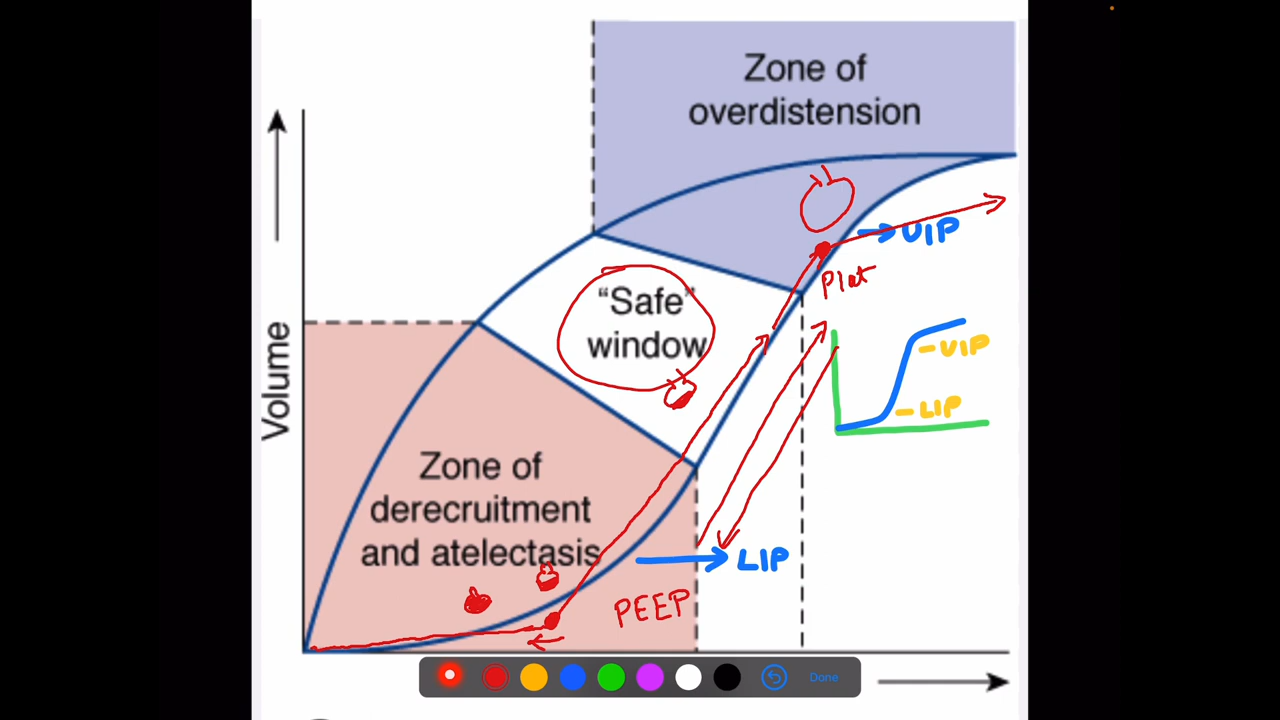 Zone of
overdistension
UIP
Plat
“Safe”
window
UIP
LIP
Volume
Zone of
derecruitment
and atelectasis
LIP
PEEP
Done